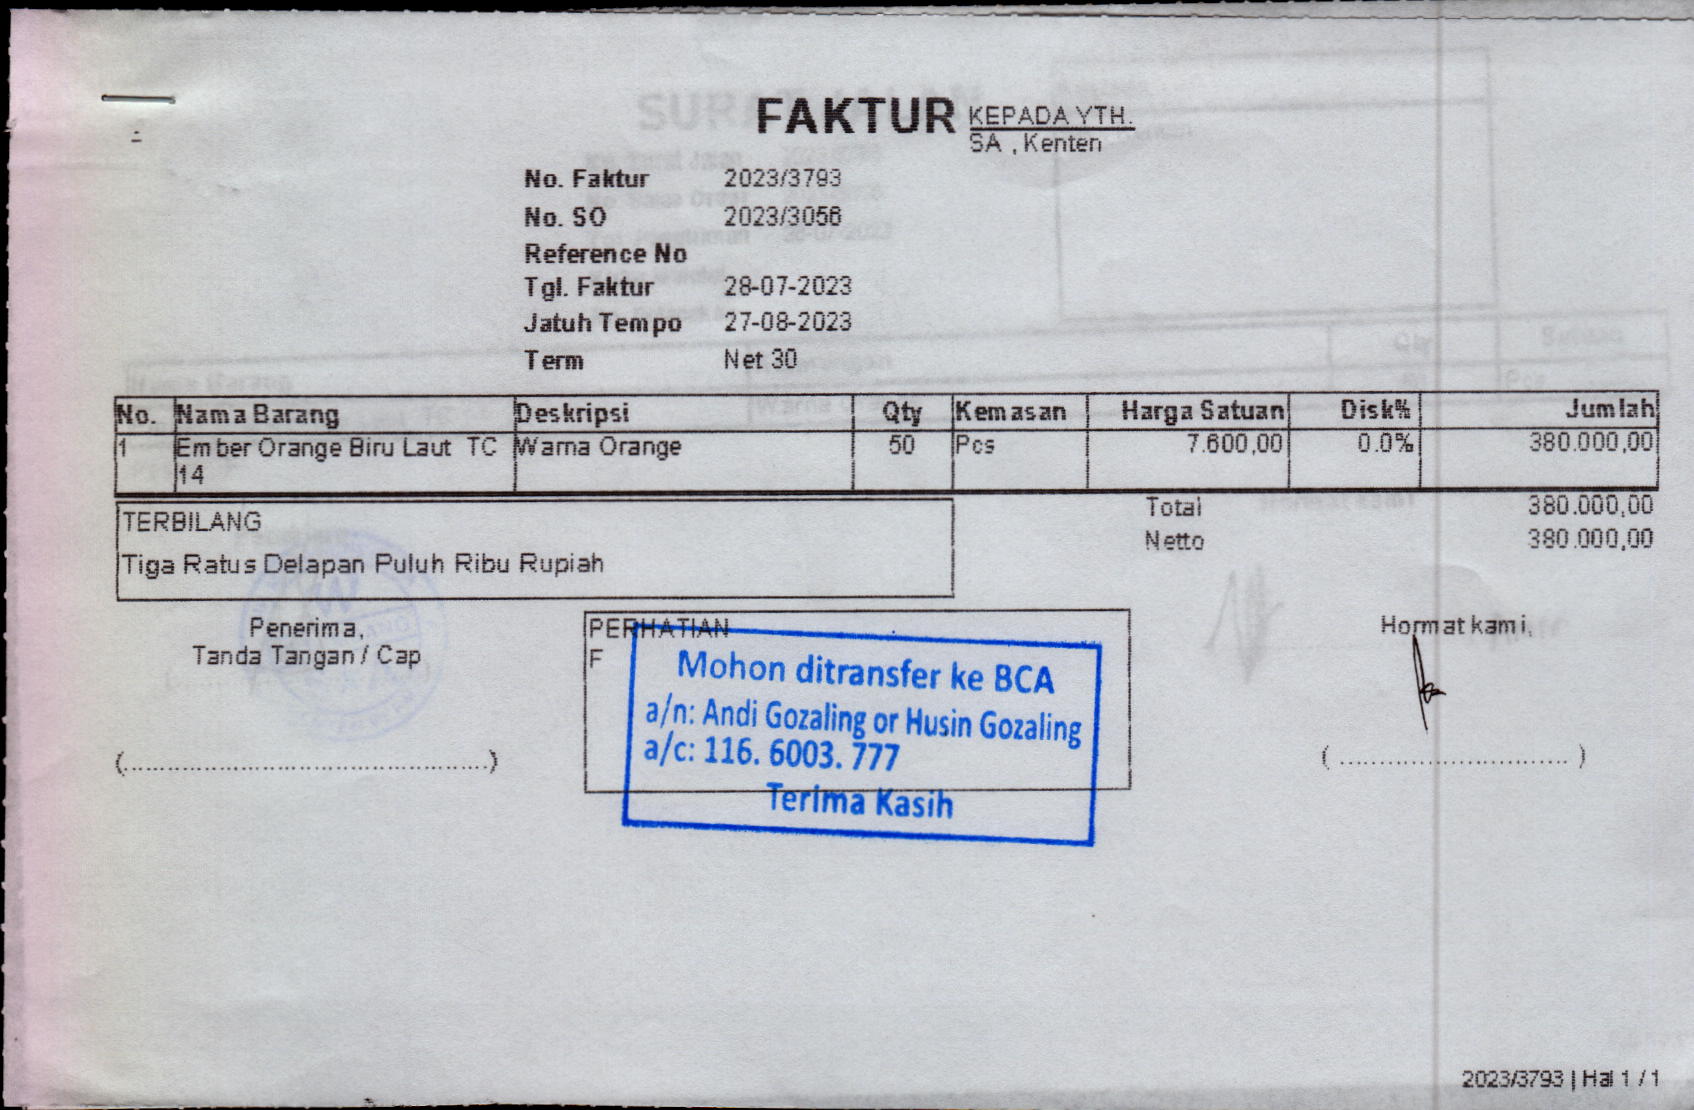 FAKTUR
KEPADA YTH.
SA , Kenten
No. Faktur 2023/3793
No. SO 2023/3056
Reference No
Tgl. Faktur 28-07-2023
Jatuh Tempo 27-08-2023
Term Net 30
No. Nama Barang Deskripsi Qty Kemasan Harga Satuan Disk% Jumlah
1 Ember Orange Biru Laut TC Warna Orange 50 Pcs 7.600,00 0.0% 380.000,00
14
Total 380.000,00
Netto 380.000,00
TERBILANG
Tiga Ratus Delapan Puluh Ribu Rupiah
Penerima,
Tanda Tangan / Cap
(................................................)
PERHATIAN
F
Mohon ditransfer ke BCA
a/n: Andi Gozaling or Husin Gozaling
a/c: 116. 6003. 777
Terima Kasih
Hormat kami,
( .............................. )
2023/3793 | Hal 1 / 1